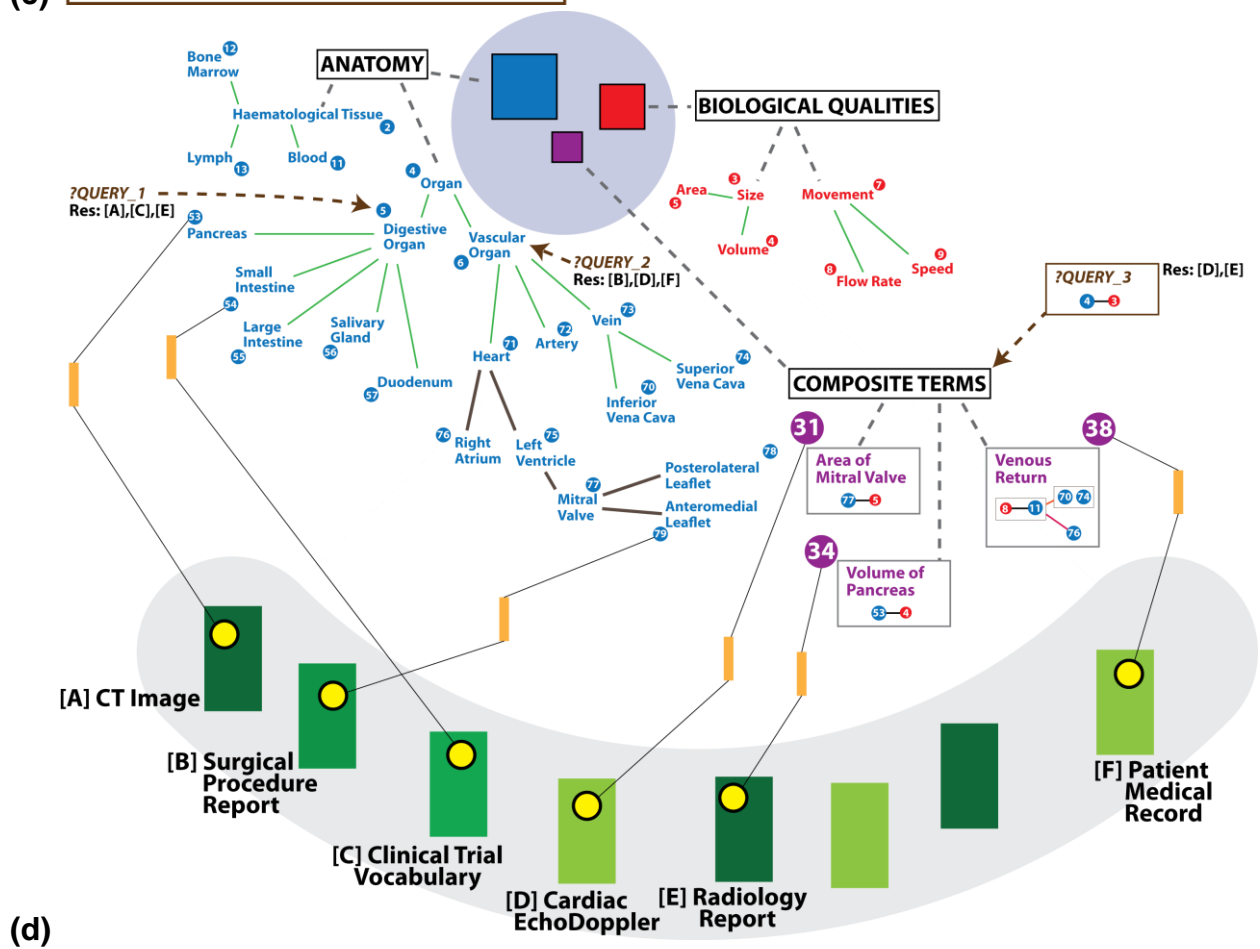 12
Bone
Marrow
ANATOMY
BIOLOGICAL QUALITIES
Haematological Tissue
2
Lymph
13
Blood 11
4
Organ
?QUERY_1
Res: [A],[C],[E]
53
Pancreas
5
Digestive
Organ
Vascular
Organ
6
?QUERY_2
Res: [B],[D],[F]
Area
5
3
Size
Volume 4
Movement 7
8
Flow Rate
9
Speed
?QUERY_3
4 3
Res: [D],[E]
Small
Intestine
54
Large
Intestine
55
Salivary
Gland
56
Duodenum
57
Heart 71
72
Artery
Vein 73
Superior
Vena Cava
74
70
Inferior
Vena Cava
COMPOSITE TERMS
76
Right
Atrium
75
Left
Ventricle
77
Mitral
Valve
78
Posterolateral
Leaflet
Anteromedial
Leaflet
79
31
Area of
Mitral Valve
77 5
38
Venous
Return
8 11 70 74
76
34
Volume of
Pancreas
53 4
[A] CT Image
[B] Surgical
Procedure
Report
[C] Clinical Trial
Vocabulary
[D] Cardiac
EchoDoppler
[E] Radiology
Report
[F] Patient
Medical
Record
(d)